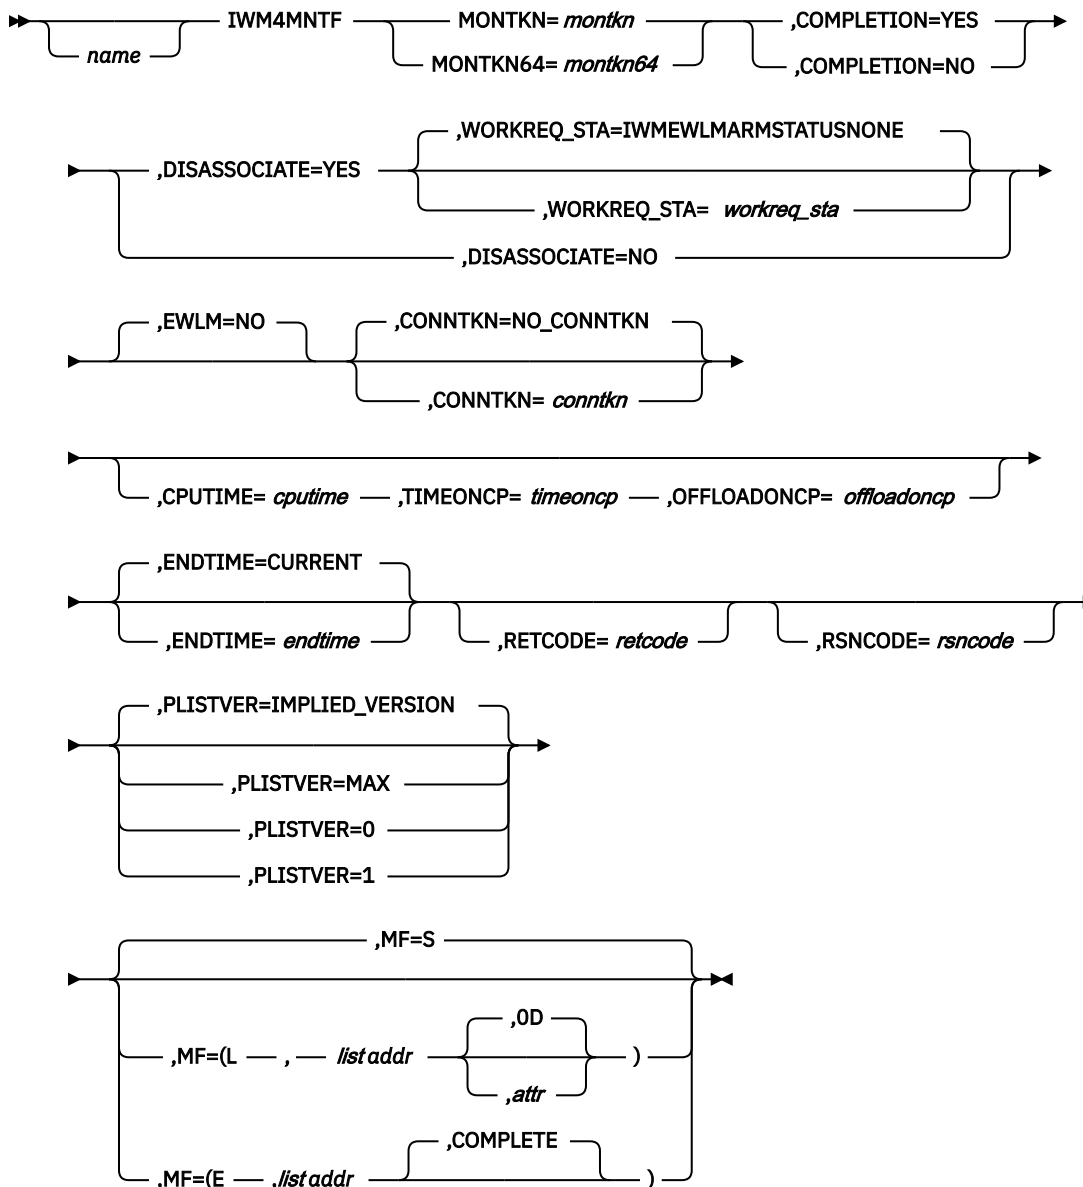 IWM4MNTF MONTKN= montkn ,COMPLETION=YES
name MONTKN64= montkn64 ,COMPLETION=NO
,WORKREQ_STA=IWMEWLMARMSTATUSNONE
,DISASSOCIATE=YES
,WORKREQ_STA= workreq_sta
,DISASSOCIATE=NO
,EWLM=NO ,CONNTKN=NO_CONNTKN
,CONNTKN= conntkn
,CPUTIME= cputime ,TIMEONCP= timeoncp ,OFFLOADONCP= offloadoncp
,ENDTIME=CURRENT
,ENDTIME= endtime ,RETCODE= retcode ,RSNCODE= rsncode
,PLISTVER=IMPLIED_VERSION
,PLISTVER=MAX
,PLISTVER=0
,PLISTVER=1
,MF=S
,0D
,MF=(L , list addr )
,attr
,COMPLETE
,MF=(E ,list addr )